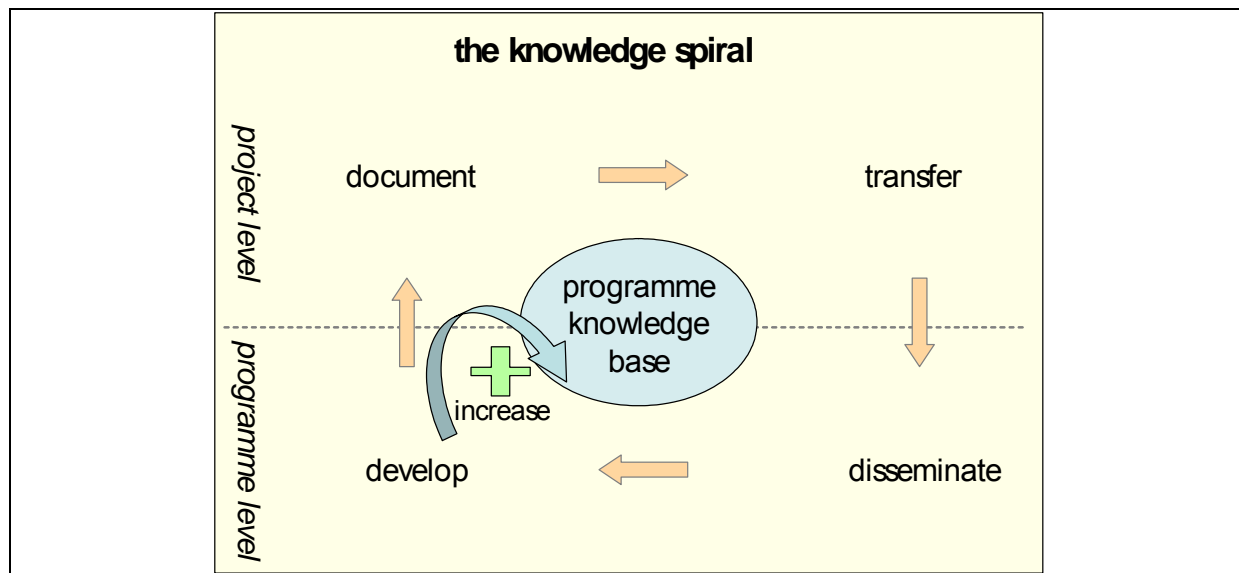 the knowledge spiral
project level
document
transfer
programme
knowledge
base
increase
programme level
develop
disseminate